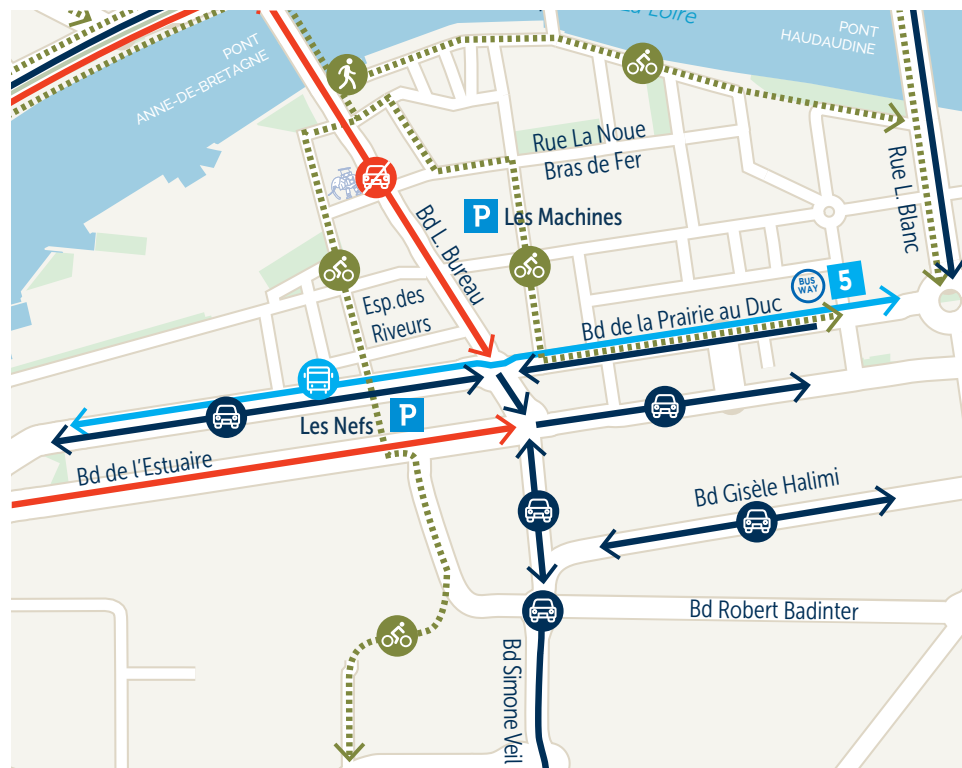 La Loire
PONT
ANNE-DE-BRETAGNE
PONT
HAUDAUDINE
Rue La Noue
Bras de Fer
Rue L. Blanc
P Les Machines
Bd L. Bureau
Esp.des
Riveurs
BUS
WAY
5
Bd de la Prairie au Duc
Les Nefs P
Bd de l'Estuaire
Bd Gisèle Halimi
Bd Robert Badinter
Bd Simone Veil